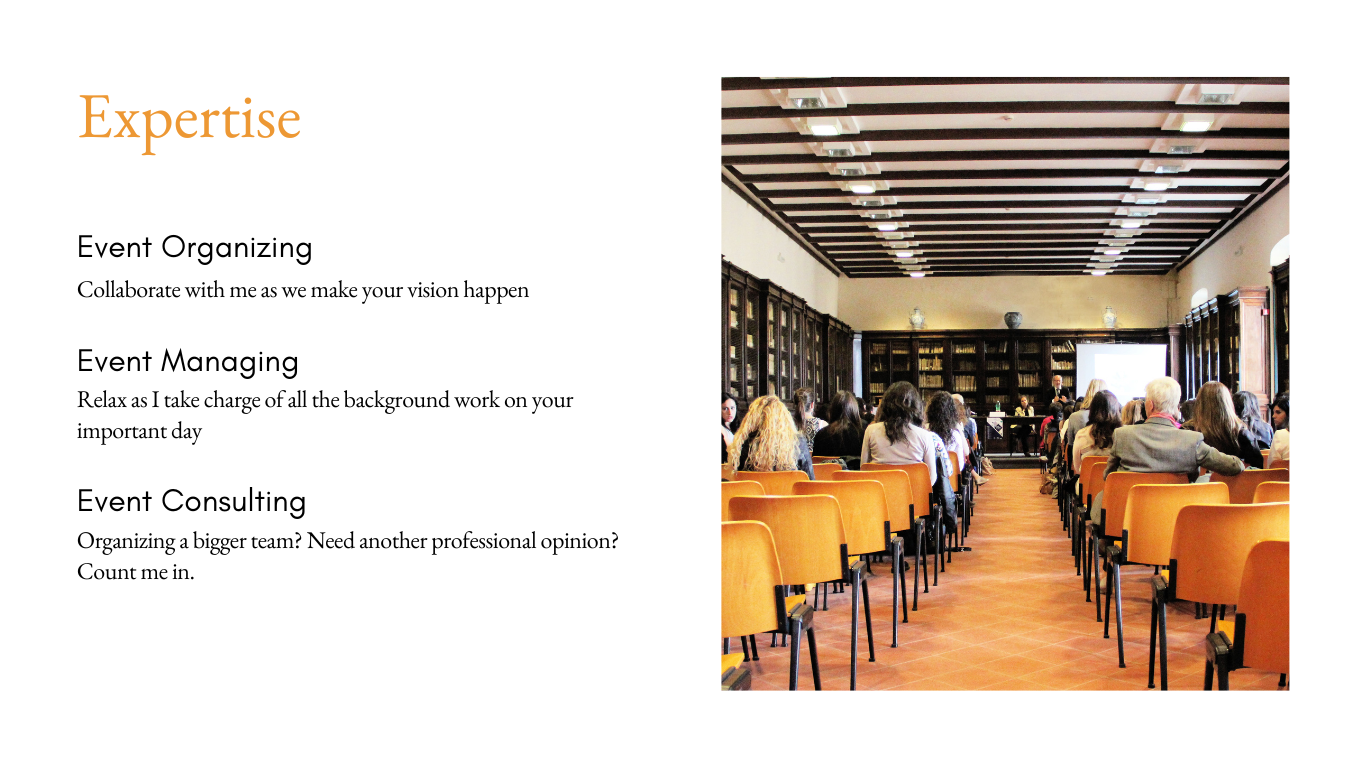 Expertise
Event Organizing
Collaborate with me as we make your vision happen
Event Managing
Relax as I take charge of all the background work on your
important day
Event Consulting
Organizing a bigger team? Need another professional opinion?
Count me in.